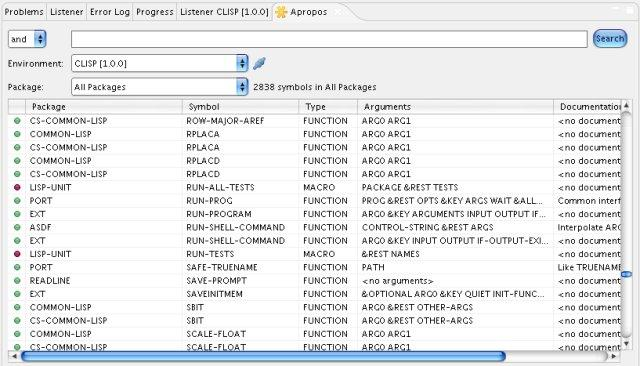 Problems Listener Error Log Progress Listener CLISP [1.0.0] Apropos
and Search
Environment: CLISP [1.0.0]
Package: All Packages 2838 symbols in All Packages
Package Symbol Type Arguments Documentation
CS-COMMON-LISP ROW-MAJOR-AREF FUNCTION ARG0 ARG1 <no document
COMMON-LISP RPLACA FUNCTION ARG0 ARG1 <no document
CS-COMMON-LISP RPLACA FUNCTION ARG0 ARG1 <no document
COMMON-LISP RPLACD FUNCTION ARG0 ARG1 <no document
CS-COMMON-LISP RPLACD FUNCTION ARG0 ARG1 <no document
LISP-UNIT RUN-ALL-TESTS MACRO PACKAGE &REST TESTS <no document
PORT RUN-PROG FUNCTION PROG &REST OPTS &KEY ARGS WAIT &ALL... Common interf
EXT RUN-PROGRAM FUNCTION ARG0 &KEY ARGUMENTS INPUT OUTPUT IF... <no document
ASDF RUN-SHELL-COMMAND FUNCTION CONTROL-STRING &REST ARGS Interpolate ARG
EXT RUN-SHELL-COMMAND FUNCTION ARG0 &KEY INPUT OUTPUT IF-OUTPUT-EXI... <no document
LISP-UNIT RUN-TESTS MACRO &REST NAMES <no document
PORT SAFE-TRUENAME FUNCTION PATH Like TRUENAME
READLINE SAVE-PROMPT FUNCTION <no arguments> <no document
EXT SAVEINITMEM FUNCTION &OPTIONAL ARG0 &KEY QUIET INIT-FUNC... <no document
COMMON-LISP SBIT FUNCTION ARG0 &REST OTHER-ARGS <no document
CS-COMMON-LISP SBIT FUNCTION ARG0 &REST OTHER-ARGS <no document
COMMON-LISP SCALE-FLOAT FUNCTION ARG0 ARG1 <no document
CS-COMMON-LISP SCALE-FLOAT FUNCTION ARG0 ARG1 <no document